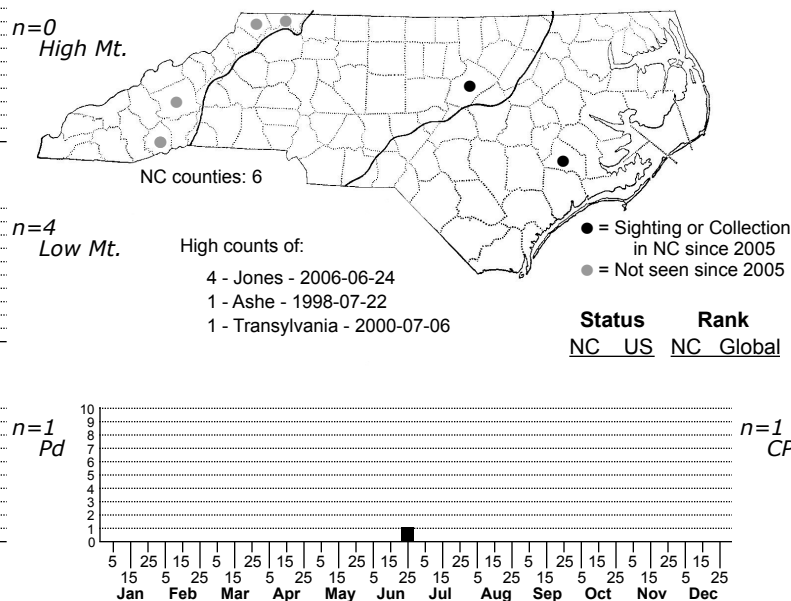 n=0
High Mt.
NC counties: 6
n=4
Low Mt.
High counts of:
4 - Jones - 2006-06-24
1 - Ashe - 1998-07-22
1 - Transylvania - 2000-07-06
= Sighting or Collection
in NC since 2005
= Not seen since 2005
Status Rank
NC US NC Global
n=1
Pd
10
9
8
7
6
5
4
3
2
1
0
n=1
CP
5 25 15 5 25 15 5 25 15 5 25 15 5 25 15 5 25 15
15 5 25 15 5 25 15 5 25 15 5 25 15 5 25 15 5 25
Jan Feb Mar Apr May Jun Jul Aug Sep Oct Nov Dec